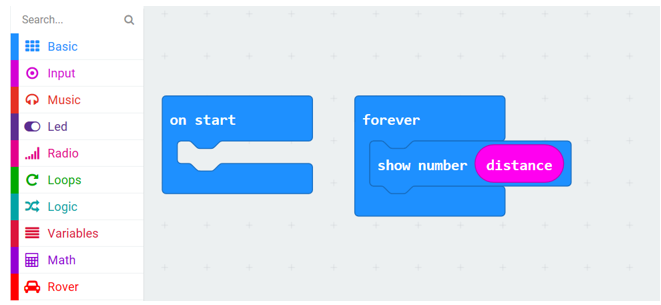 Search...
Basic
Input
Music
Led
Radio
Loops
Logic
Variables
Math
Rover
on start
forever
show number distance